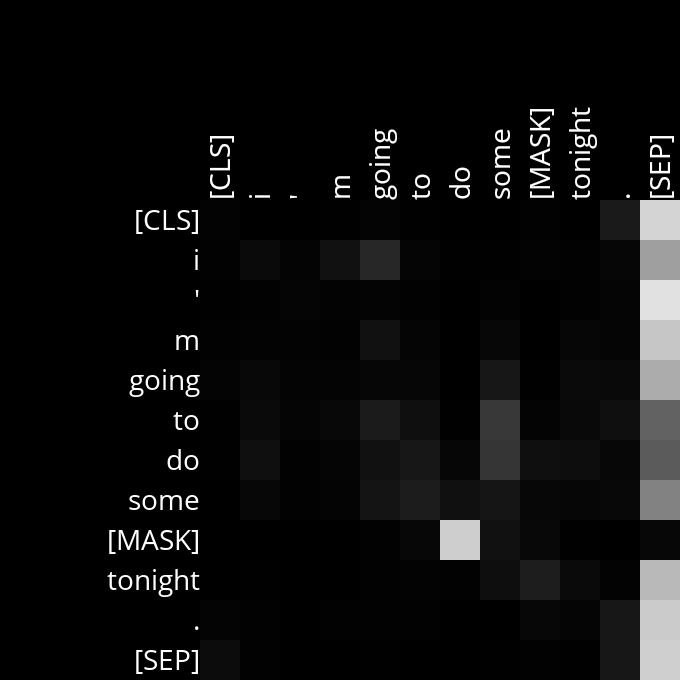 [CLS] i ' m going to do some [MASK] tonight . [SEP]
[CLS]
i
'
m
going
to
do
some
[MASK]
tonight
.
[SEP]